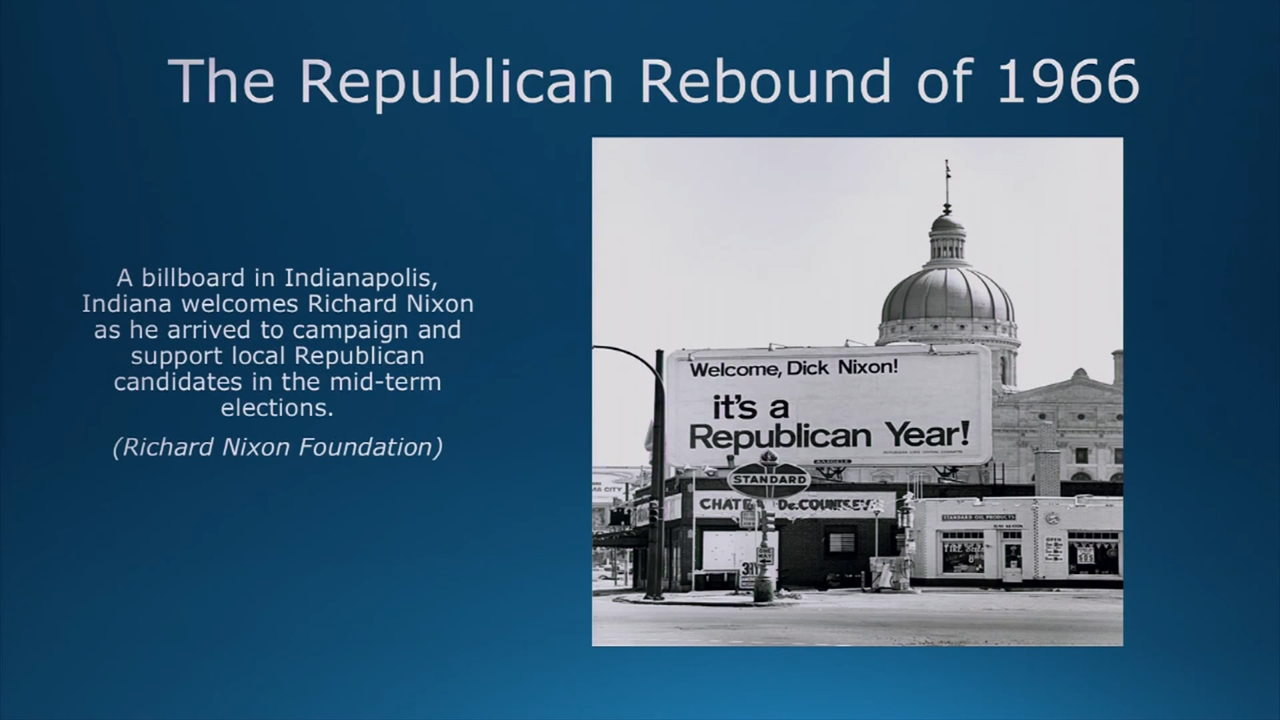 The Republican Rebound of 1966
A billboard in Indianapolis,
Indiana welcomes Richard Nixon
as he arrived to campaign and
support local Republican
candidates in the mid-term
elections.
(Richard Nixon Foundation)
Welcome, Dick Nixon!
it's a
Republican Year!
STANDARD
STANDARD OIL PRODUCTS
OPEN
ONE
WAY